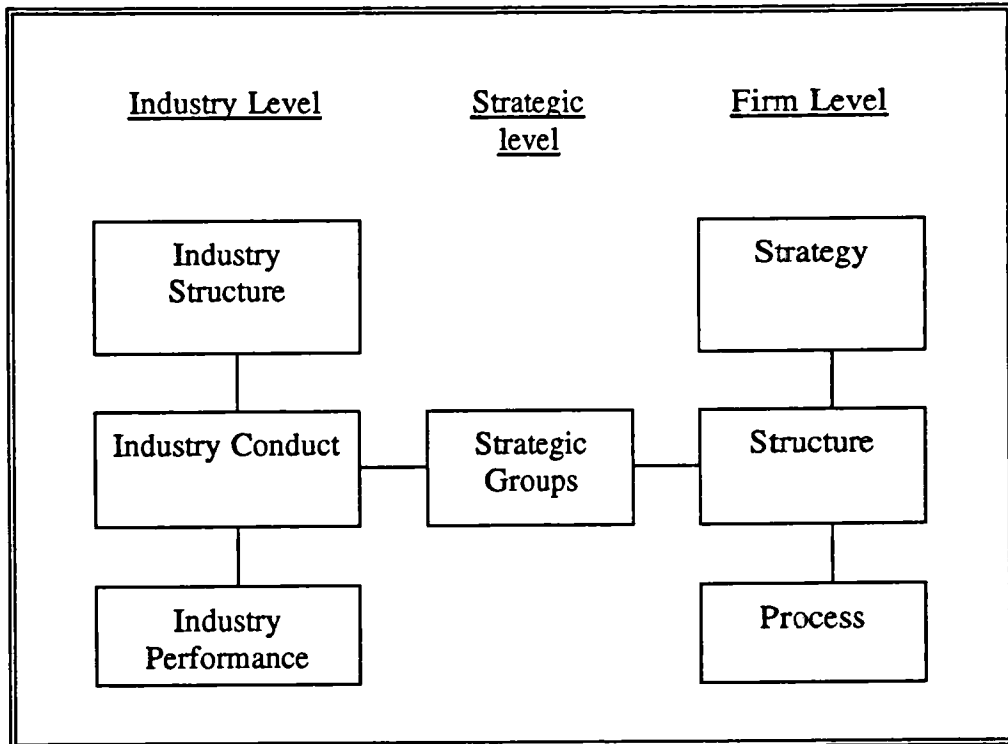 Industry Level
Strategic
level
Firm Level
Industry
Structure
Strategy
Industry Conduct
Strategic
Groups
Structure
Industry
Performance
Process